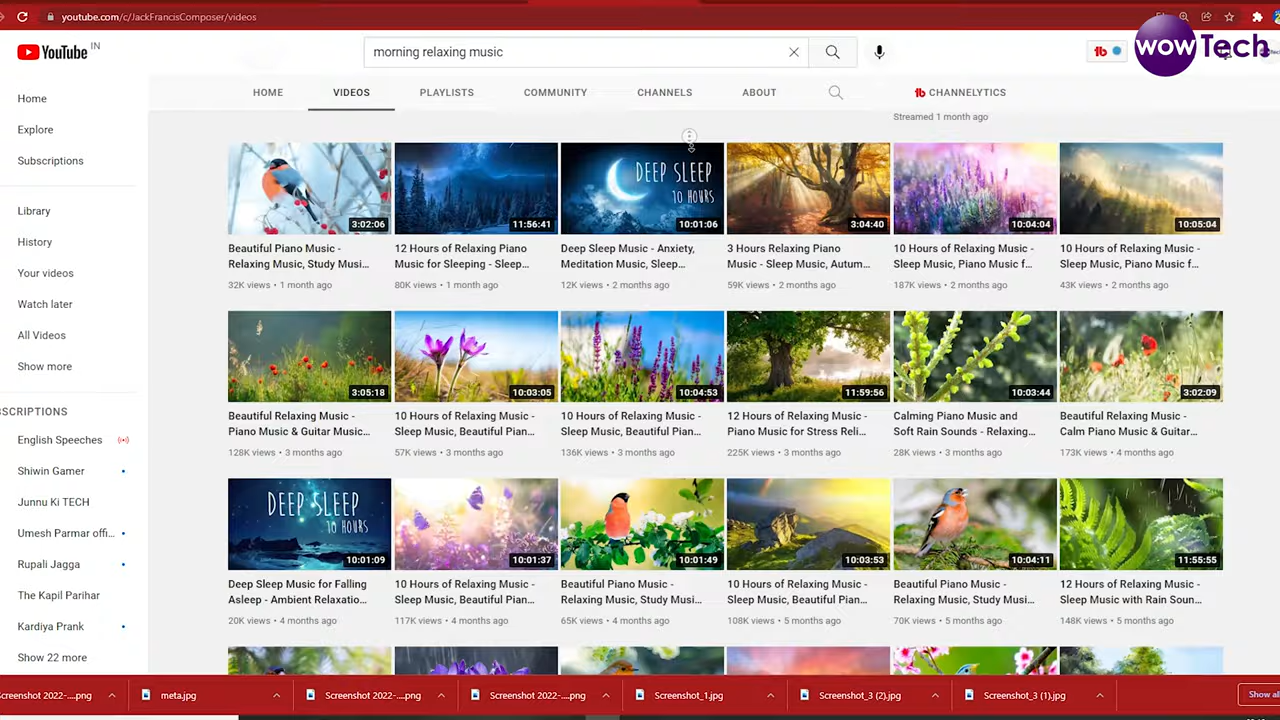 youtube.com/c/JackFrancisComposer/videos
YouTube IN
morning relaxing music
wowTech
HOME
VIDEOS
PLAYLISTS
COMMUNITY
CHANNELS
ABOUT
CHANNELYTICS
Streamed 1 month ago
Home
Explore
Subscriptions
Library
History
Your videos
Watch later
All Videos
Show more
SCRIPTIONS
English Speeches
Shiwin Gamer
Junnu Ki TECH
Umesh Parmar offi...
Rupali Jagga
The Kapil Parihar
Kardiya Prank
Show 22 more
3:02:06
Beautiful Piano Music -
Relaxing Music, Study Musi...
32K views • 1 month ago
11:56:41
12 Hours of Relaxing Piano
Music for Sleeping - Sleep...
80K views • 1 month ago
DEEP SLEEP
10 HOURS
10:01:06
Deep Sleep Music - Anxiety,
Meditation Music, Sleep...
12K views • 2 months ago
3:04:40
3 Hours Relaxing Piano
Music - Sleep Music, Autum...
59K views • 2 months ago
10:04:04
10 Hours of Relaxing Music -
Sleep Music, Piano Music f...
187K views • 2 months ago
10:05:04
10 Hours of Relaxing Music -
Sleep Music, Piano Music f...
43K views • 2 months ago
3:05:18
Beautiful Relaxing Music -
Piano Music & Guitar Music...
128K views • 3 months ago
10:03:05
10 Hours of Relaxing Music -
Sleep Music, Beautiful Pian...
57K views • 3 months ago
10:04:53
10 Hours of Relaxing Music -
Sleep Music, Beautiful Pian...
136K views • 3 months ago
11:59:56
12 Hours of Relaxing Music -
Piano Music for Stress Reli...
225K views • 3 months ago
10:03:44
Calming Piano Music and
Soft Rain Sounds - Relaxing...
28K views • 3 months ago
3:02:09
Beautiful Relaxing Music -
Calm Piano Music & Guitar...
173K views • 4 months ago
DEEP SLEEP
10 HOURS
10:01:09
Deep Sleep Music for Falling
Asleep - Ambient Relaxatio...
20K views • 4 months ago
10:01:37
10 Hours of Relaxing Music -
Sleep Music, Beautiful Pian...
117K views • 4 months ago
10:01:49
Beautiful Piano Music -
Relaxing Music, Study Musi...
65K views • 4 months ago
10:03:53
10 Hours of Relaxing Music -
Sleep Music, Beautiful Pian...
108K views • 5 months ago
10:04:11
Beautiful Piano Music -
Relaxing Music, Study Musi...
70K views • 5 months ago
11:55:55
12 Hours of Relaxing Music -
Sleep Music with Rain Soun...
148K views • 5 months ago
Screenshot 2022-....png
meta.jpg
Screenshot 2022-....png
Screenshot 2022-....png
Screenshot_1.jpg
Screenshot_3 (2).jpg
Screenshot_3 (1).jpg
Show all